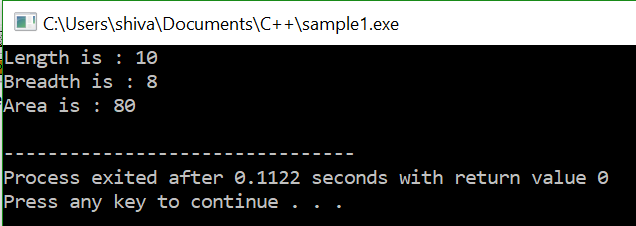 C:\Users\shiva\Documents\C++\sample1.exe
Length is : 10
Breadth is : 8
Area is : 80
--------------------------------
Process exited after 0.1122 seconds with return value 0
Press any key to continue . . .